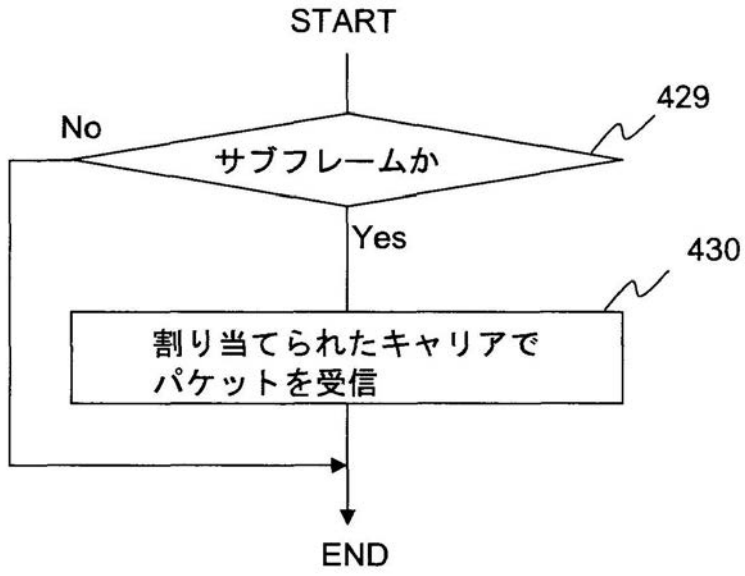 START
429
No
サブフレームか
Yes
430
割り当てられたキャリアで
パケットを受信
END